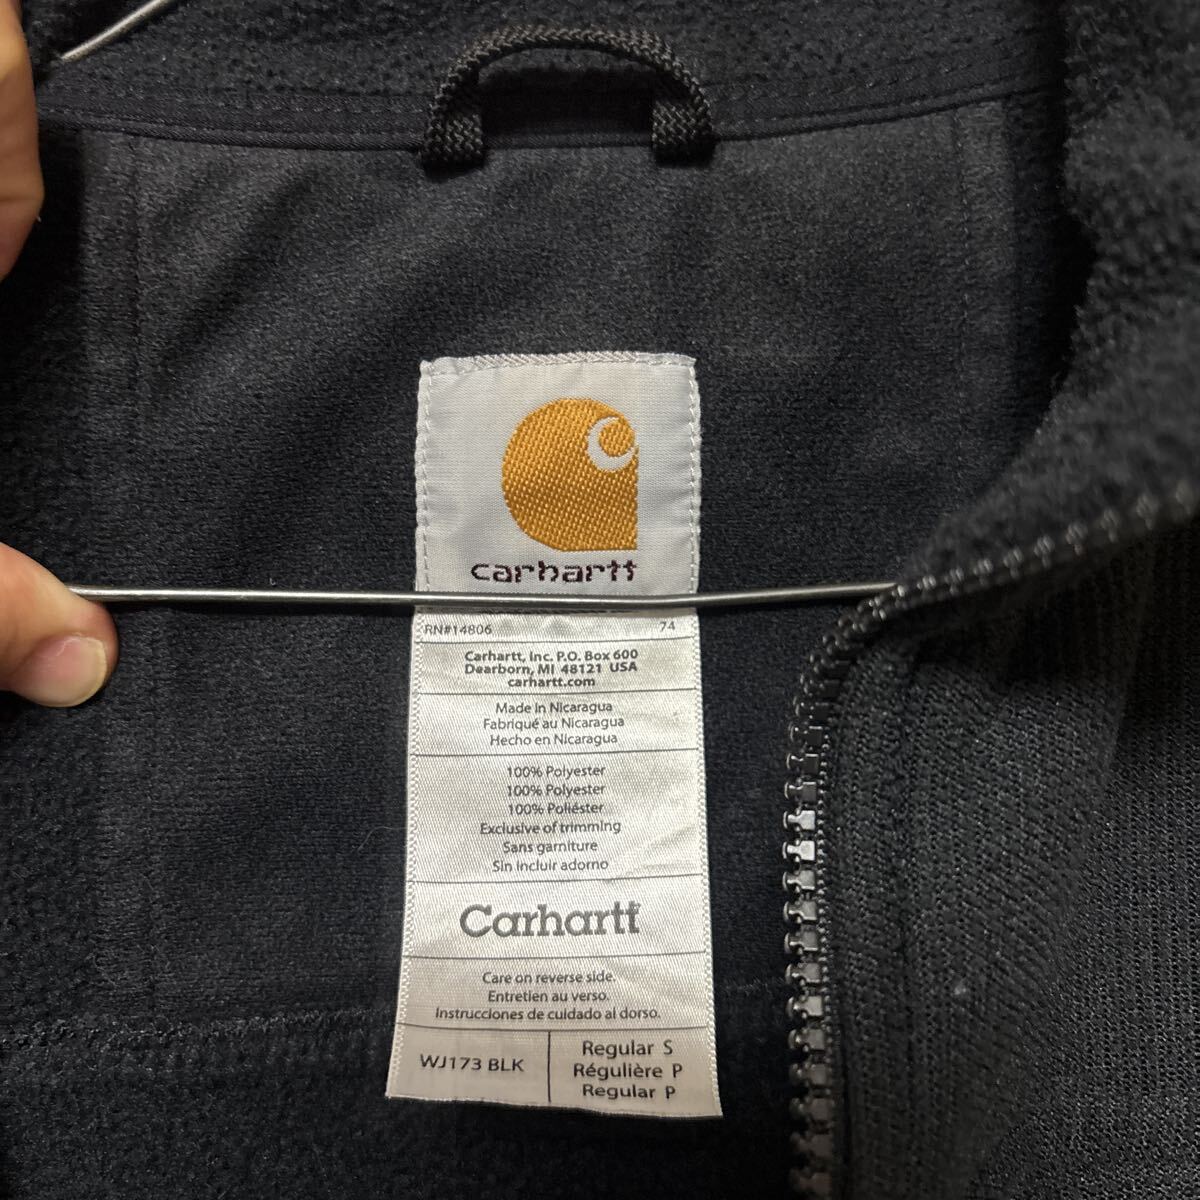 carhartt
RN#14806 74
Carhartt, Inc. P.O. Box 600
Dearborn, MI 48121 USA
carhartt.com
Made in Nicaragua
Fabriqué au Nicaragua
Hecho en Nicaragua
100% Polyester
100% Polyester
100% Poliéster
Exclusive of trimming
Sans garniture
Sin incluir adorno
Carhartt
Care on reverse side.
Entretien au verso.
Instrucciones de cuidado al dorso.
WJ173 BLK
Regular S
Régulière P
Regular P